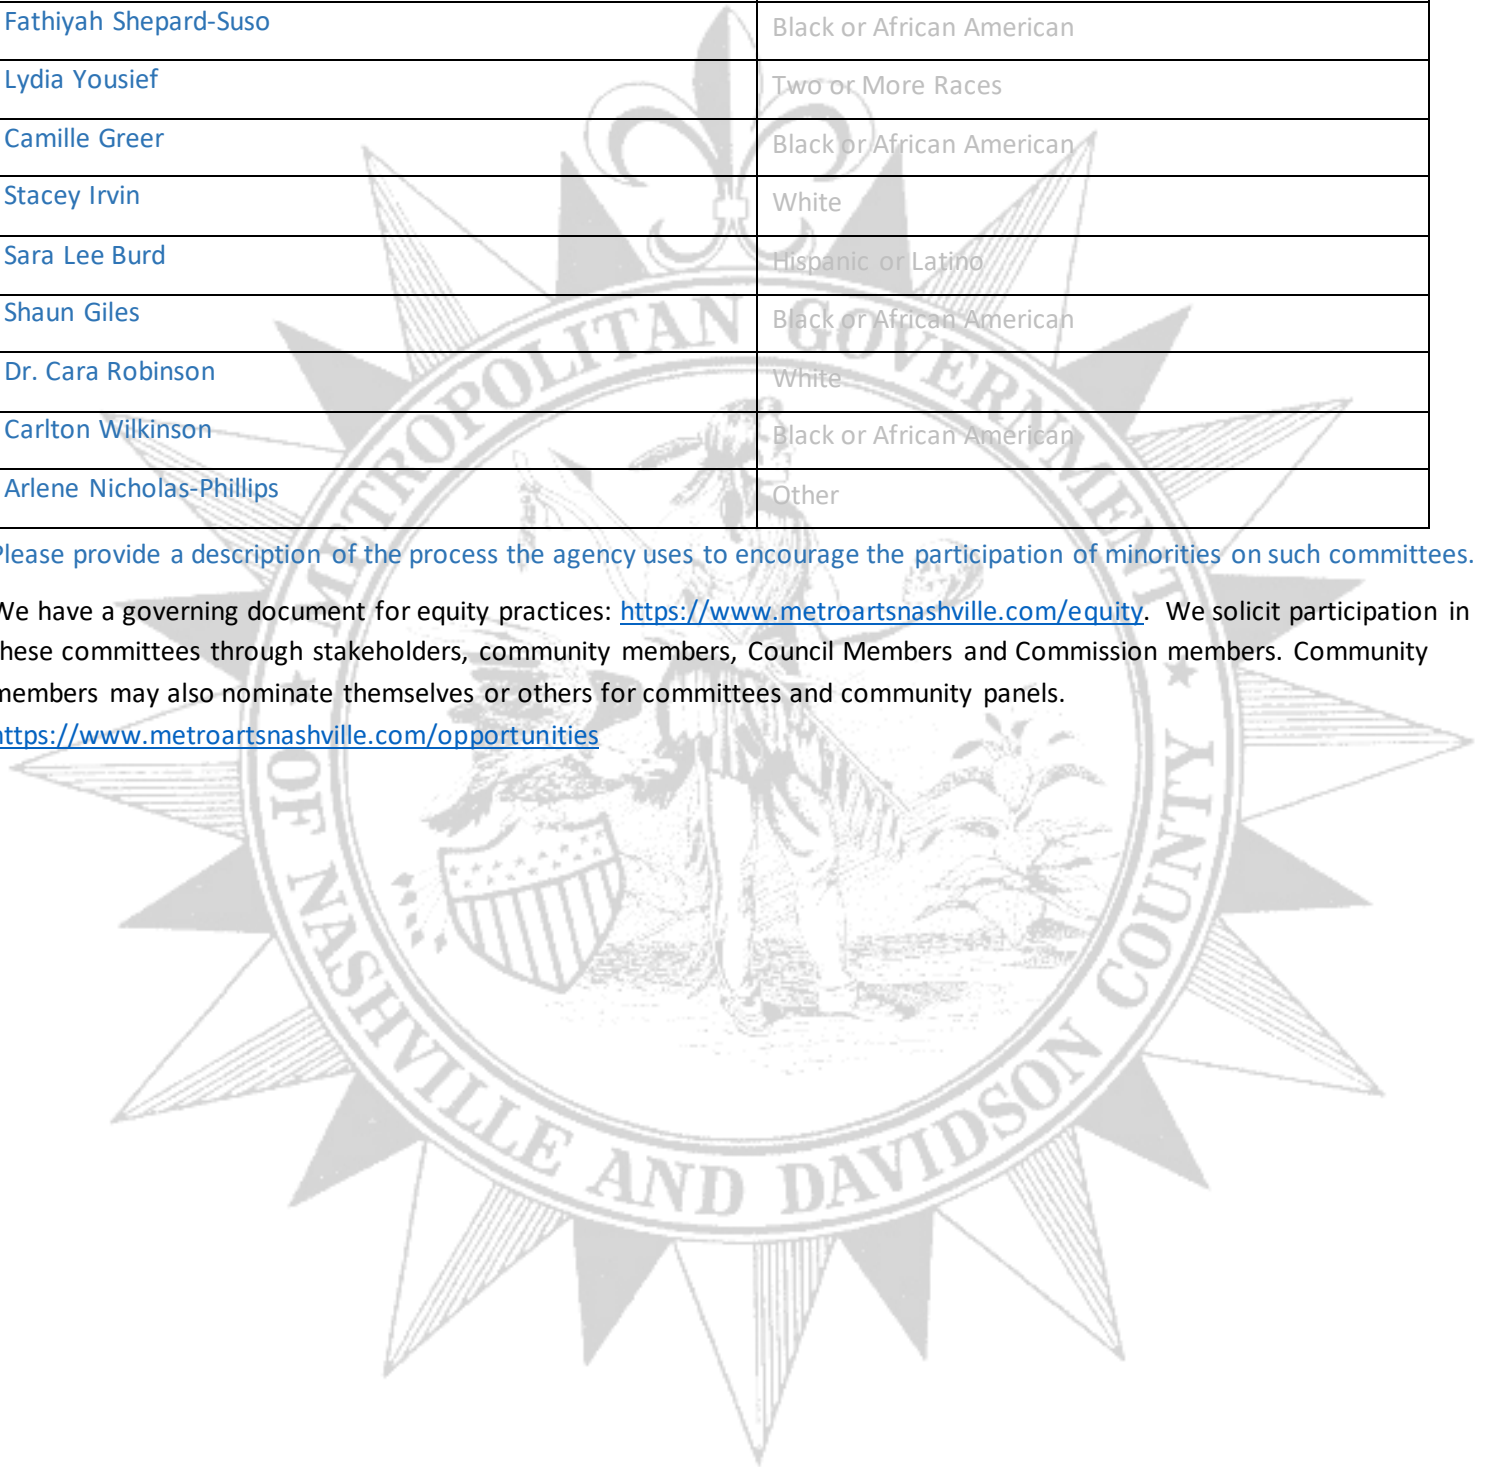 Fathiyah Shepard-Suso Black or African American
Lydia Yousief Two or More Races
Camille Greer Black or African American
Stacey Irvin White
Sara Lee Burd Hispanic or Latino
Shaun Giles Black or African American
Dr. Cara Robinson White
Carlton Wilkinson Black or African American
Arlene Nicholas-Phillips Other
Please provide a description of the process the agency uses to encourage the participation of minorities on such committees.
We have a governing document for equity practices: https://www.metroartsnashville.com/equity. We solicit participation in
these committees through stakeholders, community members, Council Members and Commission members. Community
members may also nominate themselves or others for committees and community panels.
https://www.metroartsnashville.com/opportunities
METROPOLITAN GOVERNMENT
OF NASHVILLE AND DAVIDSON COUNTY